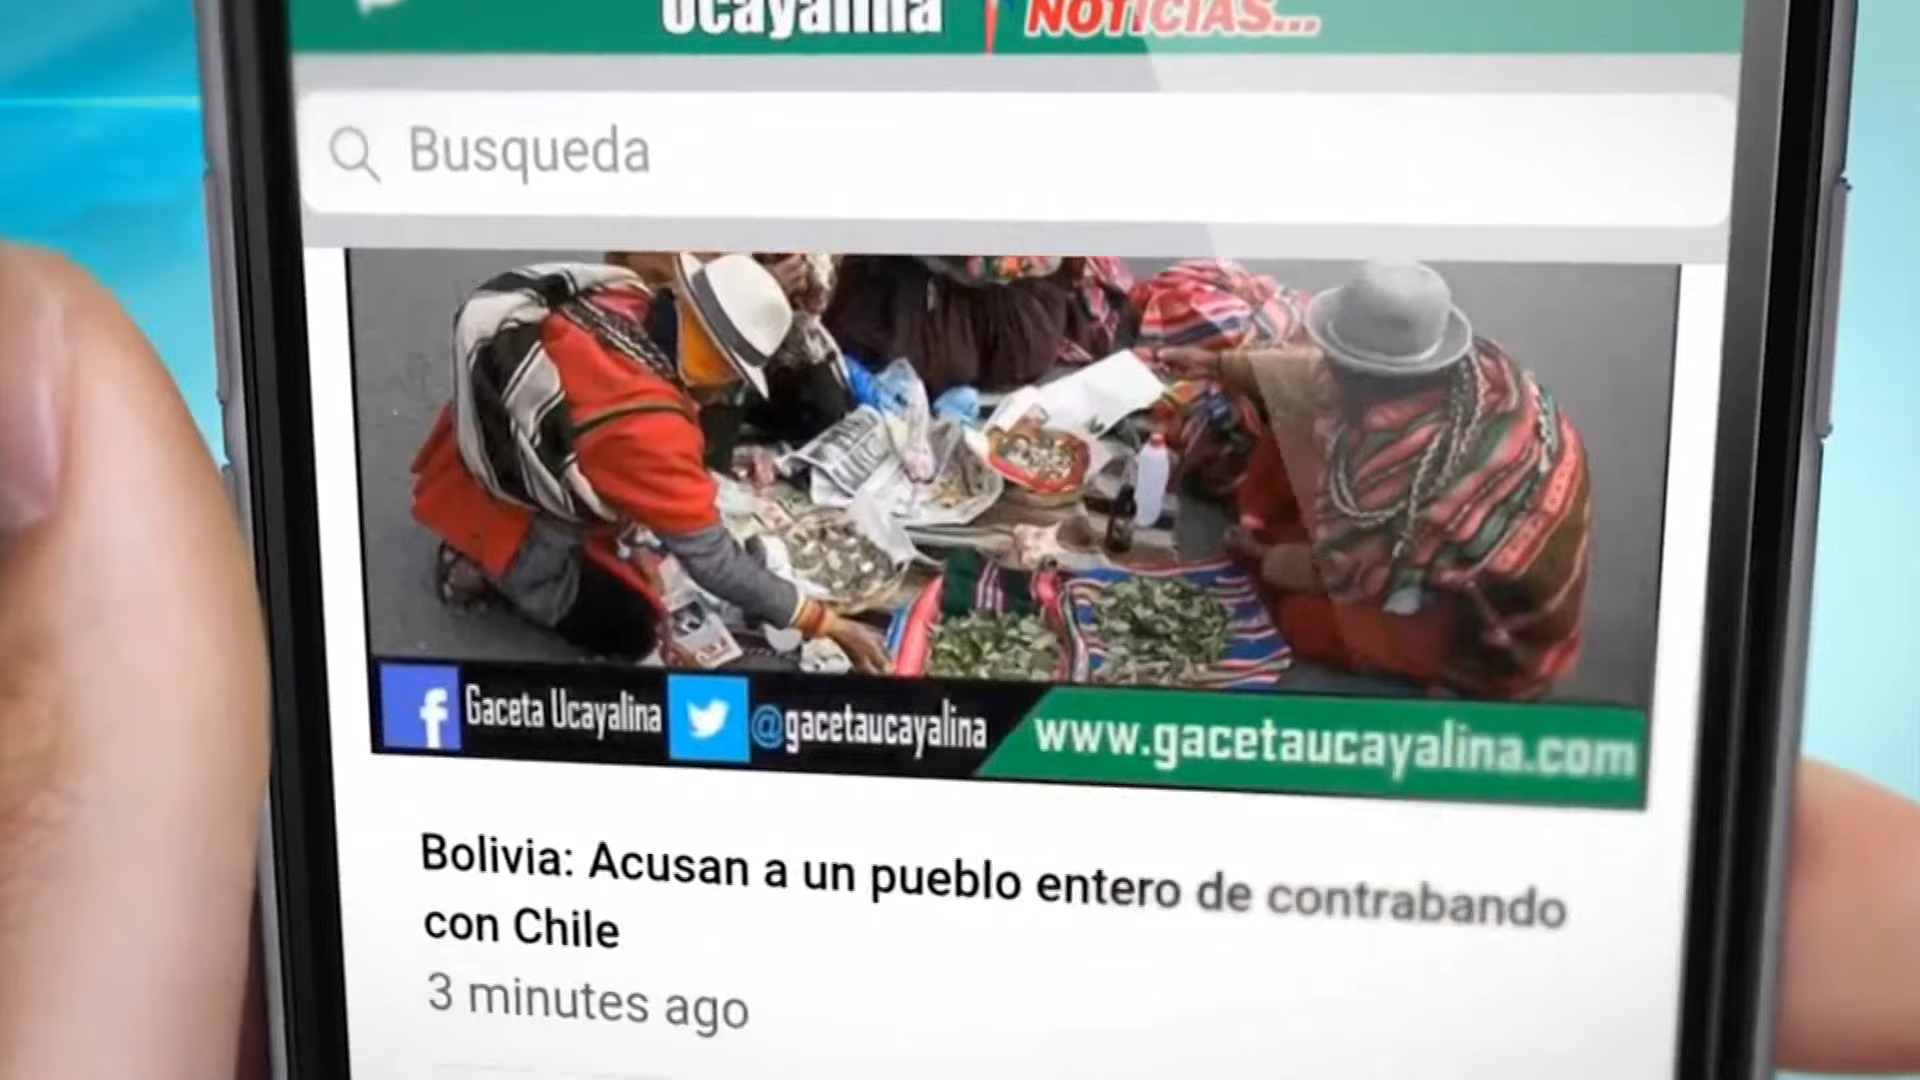 Ucayalina NOTICIAS...
Busqueda
Gaceta Ucayalina @gacetaucayalina www.gacetaucayalina.com
Bolivia: Acusan a un pueblo entero de contrabando
con Chile
3 minutes ago